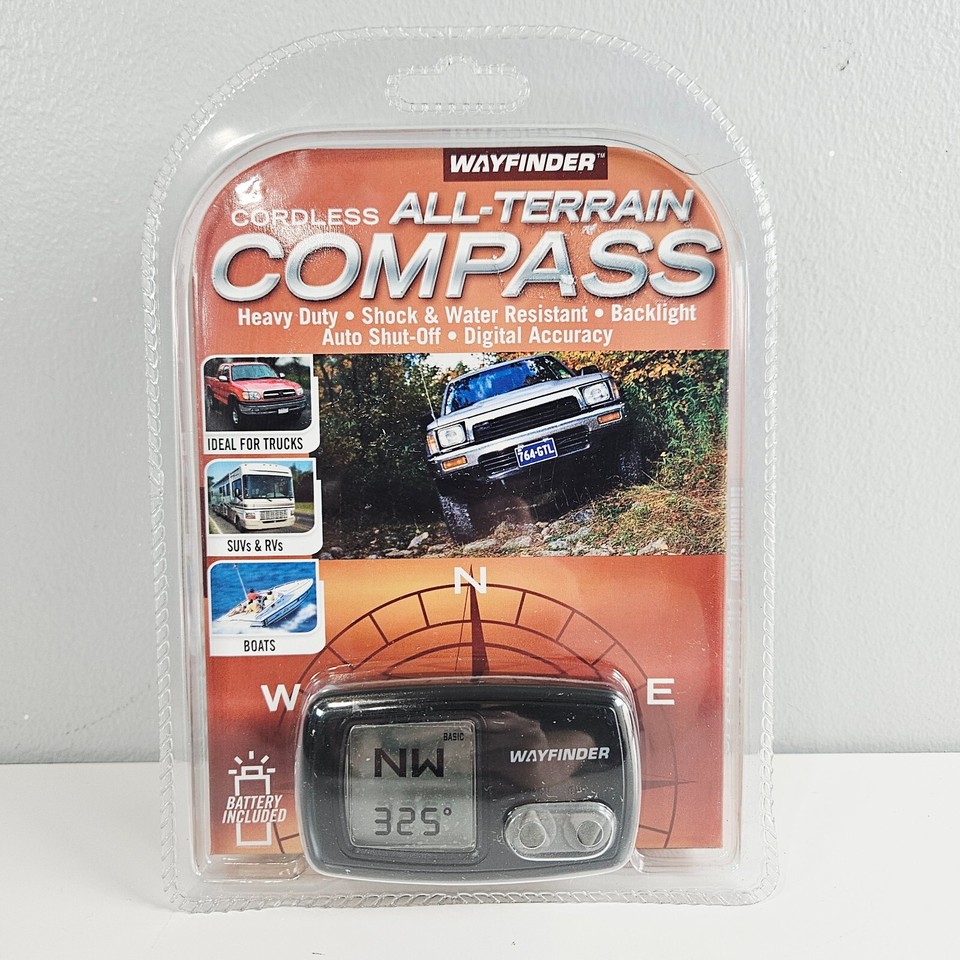 WAYFINDER™
CORDLESS ALL-TERRAIN
COMPASS
Heavy Duty • Shock & Water Resistant • Backlight
Auto Shut-Off • Digital Accuracy
IDEAL FOR TRUCKS
764-GTL
SUVs & RVs
BOATS
N
W
E
BASIC
NW
325°
WAYFINDER
BATTERY
INCLUDED